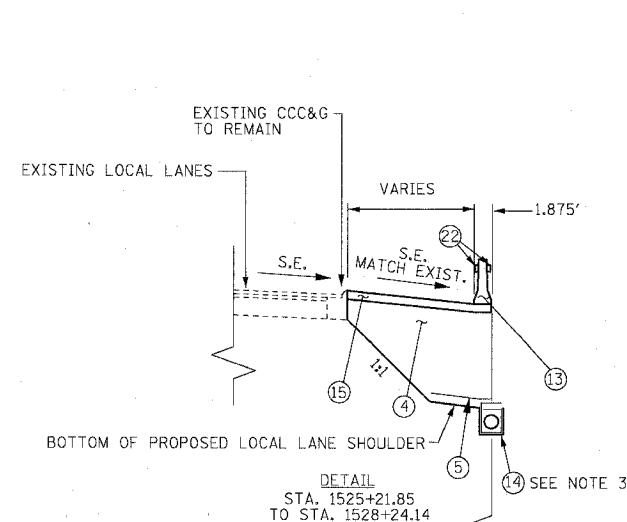 EXISTING CCC&G
TO REMAIN
EXISTING LOCAL LANES
VARIES
1.875'
22
S.E.
S.E.
MATCH EXIST.
13
1:1
15
4
BOTTOM OF PROPOSED LOCAL LANE SHOULDER
5
14 SEE NOTE 3
DETAIL
STA. 1525+21.85
TO STA. 1528+24.14